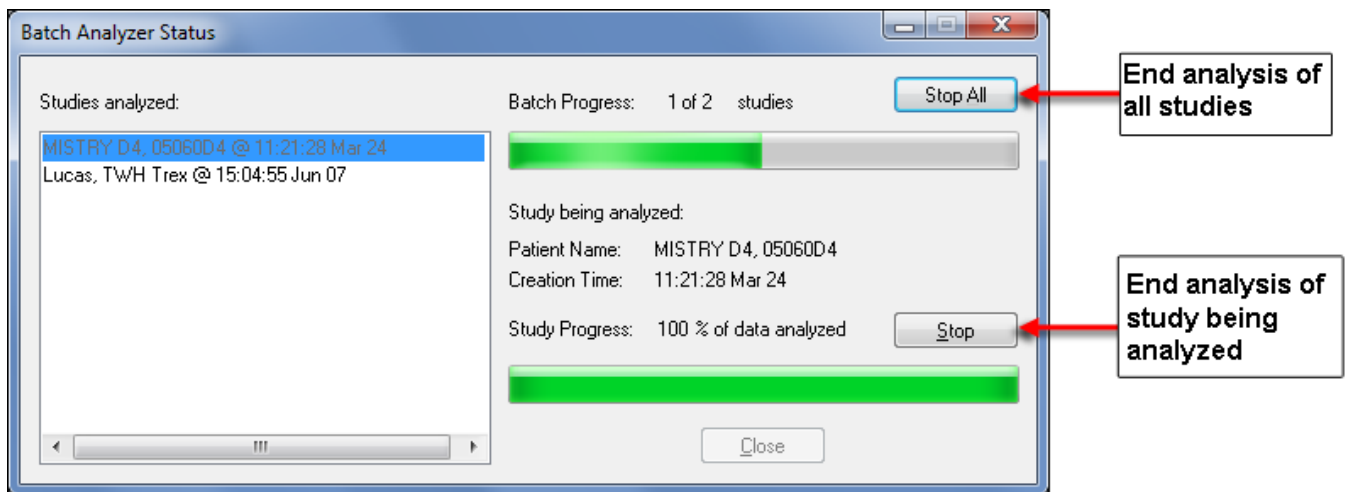 Batch Analyzer Status
Studies analyzed:
MISTRY D4, 05060D4 @ 11:21:28 Mar 24
Lucas, TWH Trex @ 15:04:55 Jun 07
Batch Progress: 1 of 2 studies
Stop All
Study being analyzed:
Patient Name: MISTRY D4, 05060D4
Creation Time: 11:21:28 Mar 24
Study Progress: 100 % of data analyzed
Stop
Close
End analysis of
all studies
End analysis of
study being
analyzed